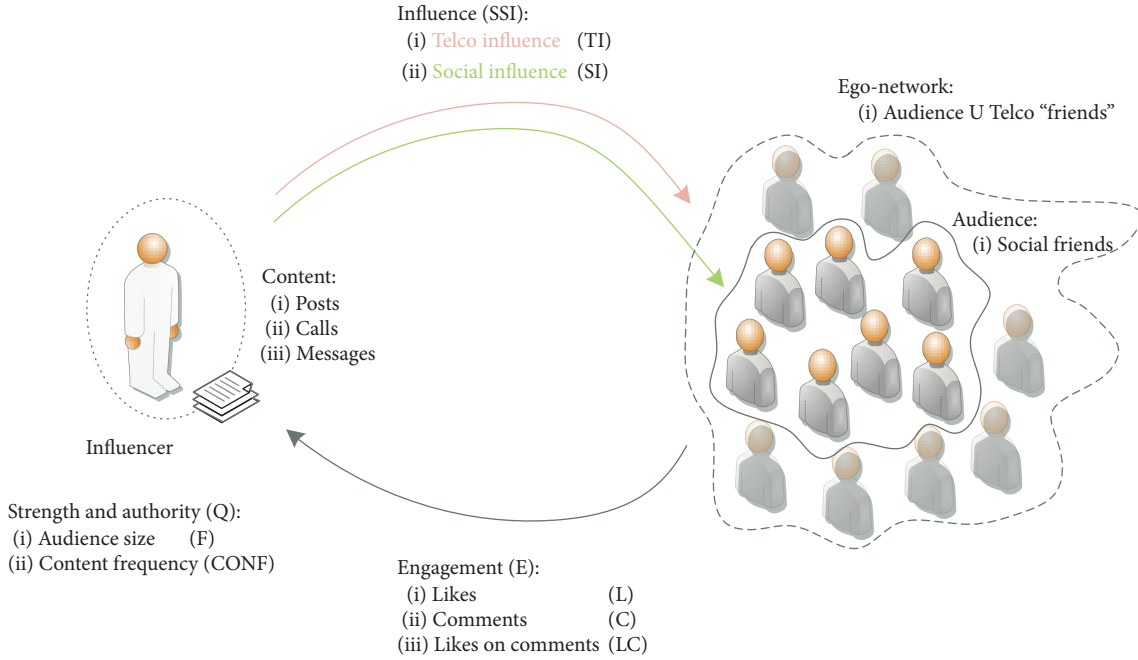 Influence (SSI):
(i) Telco influence (TI)
(ii) Social influence (SI)
Ego-network:
(i) Audience U Telco “friends”
Audience:
(i) Social friends
Content:
(i) Posts
(ii) Calls
(iii) Messages
Influencer
Strength and authority (Q):
(i) Audience size (F)
(ii) Content frequency (CONF)
Engagement (E):
(i) Likes (L)
(ii) Comments (C)
(iii) Likes on comments (LC)